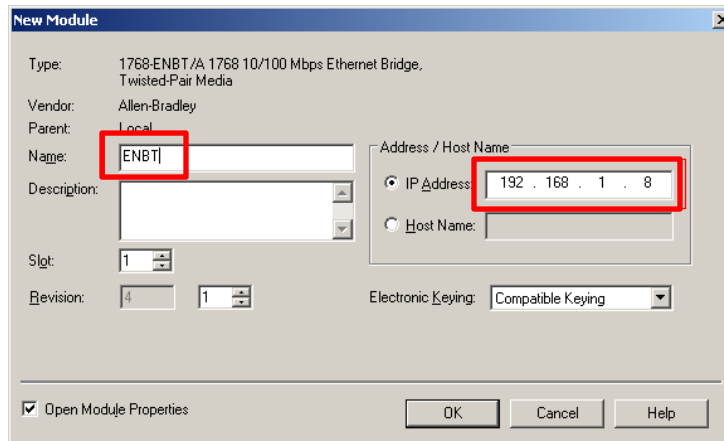 New Module
Type: 1768-ENBT/A 1768 10/100 Mbps Ethernet Bridge,
Twisted-Pair Media
Vendor: Allen-Bradley
Parent: Local
Name: ENBT
Description:
Slot: 1
Revision: 4 1
Address / Host Name
IP Address: 192 . 168 . 1 . 8
Host Name:
Electronic Keying: Compatible Keying
Open Module Properties
OK Cancel Help